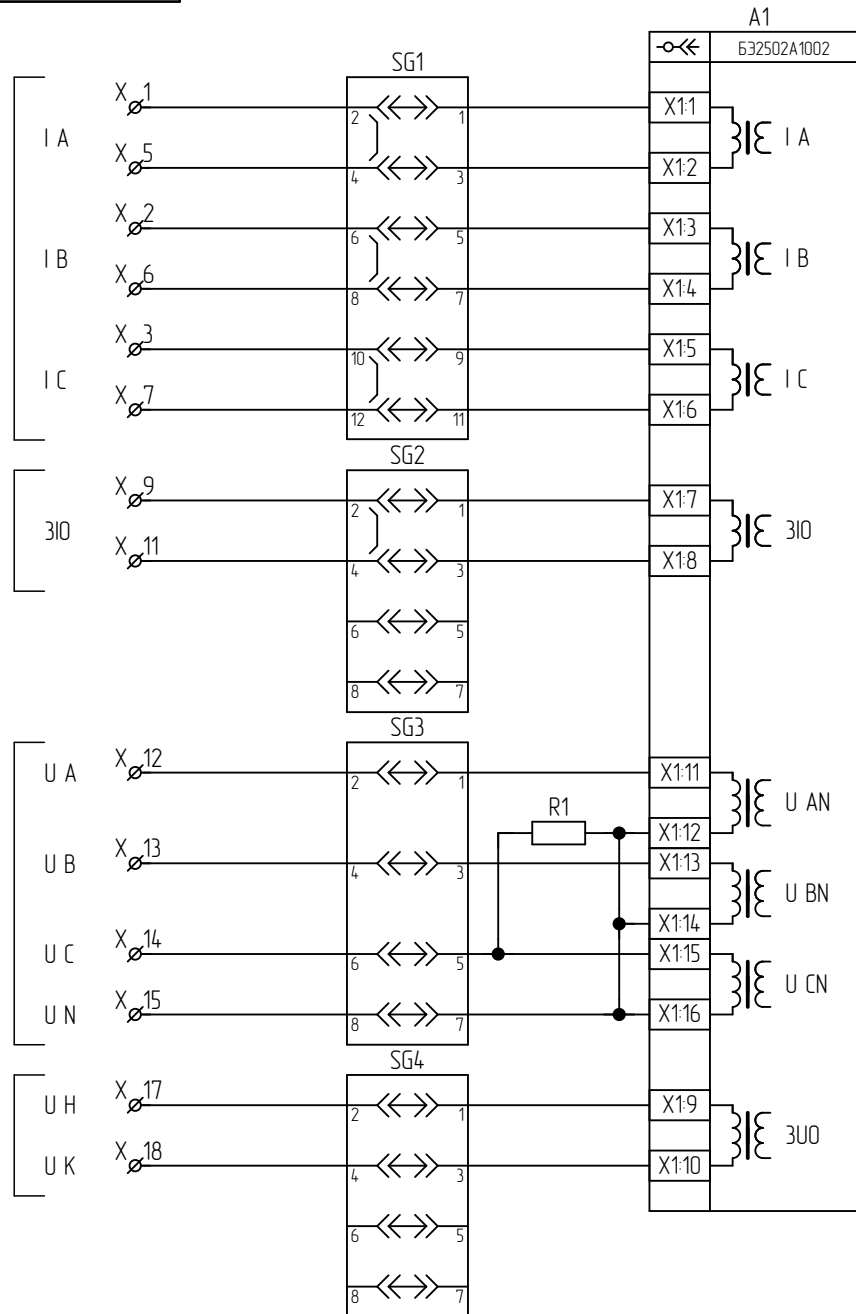 A1
БЭ2502А1002
SG1
I A
X 1
2
1
X1:1
I A
X 5
4
3
X1:2
I B
X 2
6
5
X1:3
I B
X 6
8
7
X1:4
I C
X 3
10
9
X1:5
I C
X 7
12
11
X1:6
SG2
3I0
X 9
2
1
X1:7
3I0
X 11
4
3
X1:8
6
5
8
7
SG3
U A
X 12
2
1
X1:11
U AN
R1
X1:12
U B
X 13
4
3
X1:13
U BN
X1:14
U C
X 14
6
5
X1:15
U CN
U N
X 15
8
7
X1:16
SG4
U H
X 17
2
1
X1:9
3U0
U K
X 18
4
3
X1:10
6
5
8
7